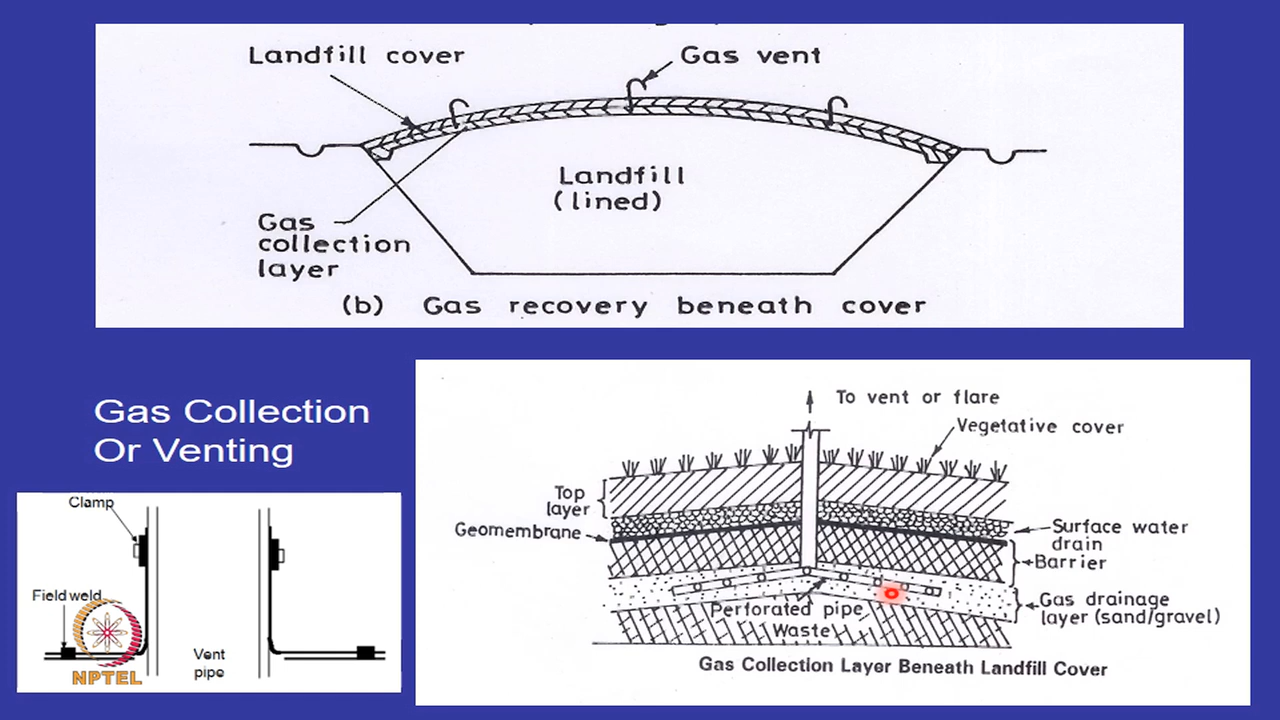 Landfill cover
Gas vent
Landfill
(lined)
Gas
collection
layer
(b) Gas recovery beneath cover
Gas Collection
Or Venting
Clamp
Field weld
Vent
pipe
NPTEL
To vent or flare
Vegetative cover
Top
layer
Geomembrane
Surface water
drain
Barrier
Perforated pipe
Gas drainage
layer (sand/gravel)
Waste
Gas Collection Layer Beneath Landfill Cover